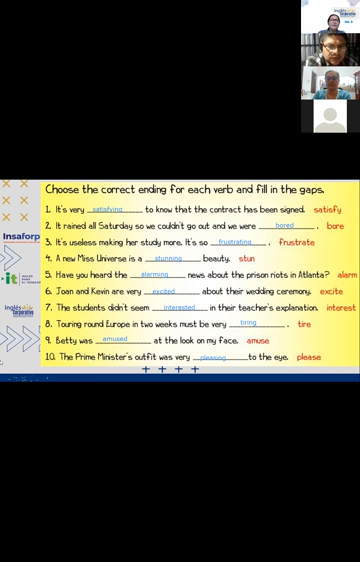 Inglés
Corporativo
Choose the correct ending for each verb and fill in the gaps.
1. It's very satisfying to know that the contract has been signed. satisfy
2. It rained all Saturday so we couldn't go out and we were bored. bore
3. It's useless making her study more. It's so frustrating. frustrate
4. A new Miss Universe is a stunning beauty. stun
5. Have you heard the alarming news about the prison riots in Atlanta? alarm
6. Joan and Kevin are very excited about their wedding ceremony. excite
7. The students didn't seem interested in their teacher's explanation. interest
8. Touring round Europe in two weeks must be very tiring. tire
9. Betty was amused at the look on my face. amuse
10. The Prime Minister's outfit was very pleasing to the eye. please
Insaforp
Inglés
Corporativo